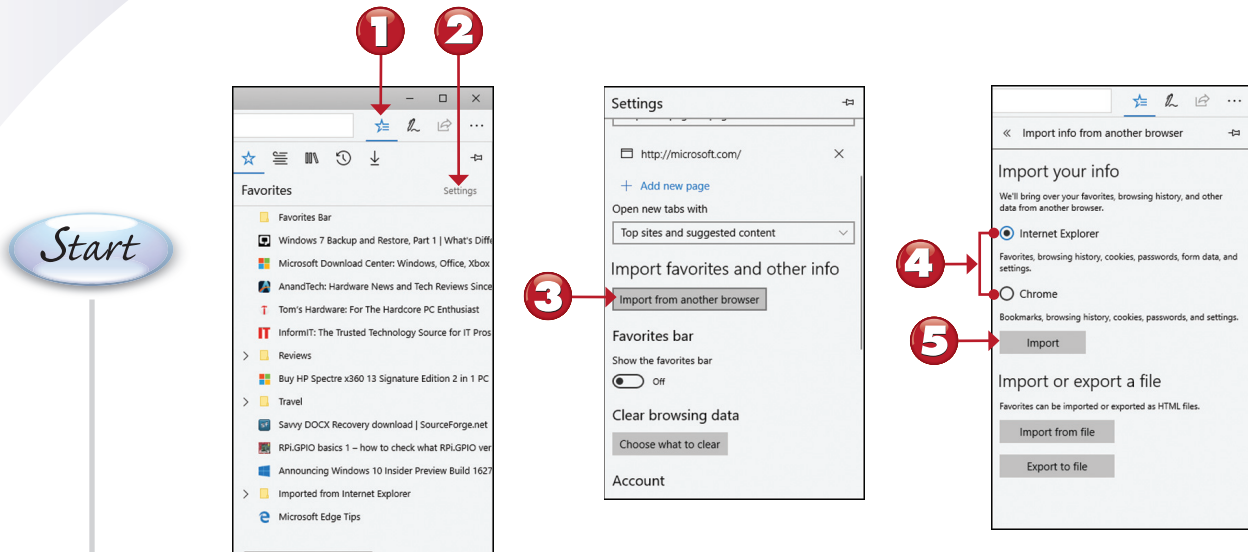 1
2
Start
Favorites
Settings
Favorites Bar
Windows 7 Backup and Restore, Part 1 | What's Diffe
Microsoft Download Center: Windows, Office, Xbox
AnandTech: Hardware News and Tech Reviews Since
Tom's Hardware: For The Hardcore PC Enthusiast
InformIT: The Trusted Technology Source for IT Pros
Reviews
Buy HP Spectre x360 13 Signature Edition 2 in 1 PC
Travel
Savvy DOCX Recovery download | SourceForge.net
RPi.GPIO basics 1 – how to check what RPi.GPIO ver
Announcing Windows 10 Insider Preview Build 1627
Imported from Internet Explorer
Microsoft Edge Tips
3
Settings
http://microsoft.com/
Add new page
Open new tabs with
Top sites and suggested content
Import favorites and other info
Import from another browser
Favorites bar
Show the favorites bar
Off
Clear browsing data
Choose what to clear
Account
4
5
Import info from another browser
Import your info
We'll bring over your favorites, browsing history, and other
data from another browser.
Internet Explorer
Favorites, browsing history, cookies, passwords, form data, and
settings.
Chrome
Bookmarks, browsing history, cookies, passwords, and settings.
Import
Import or export a file
Favorites can be imported or exported as HTML files.
Import from file
Export to file